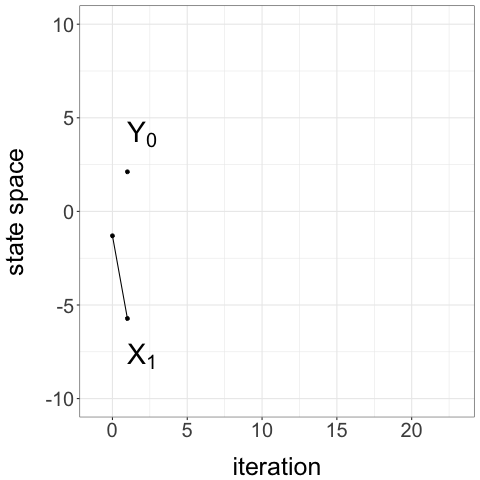 10
5
0
-5
-10
state space
Y₀
X₁
0 5 10 15 20
iteration